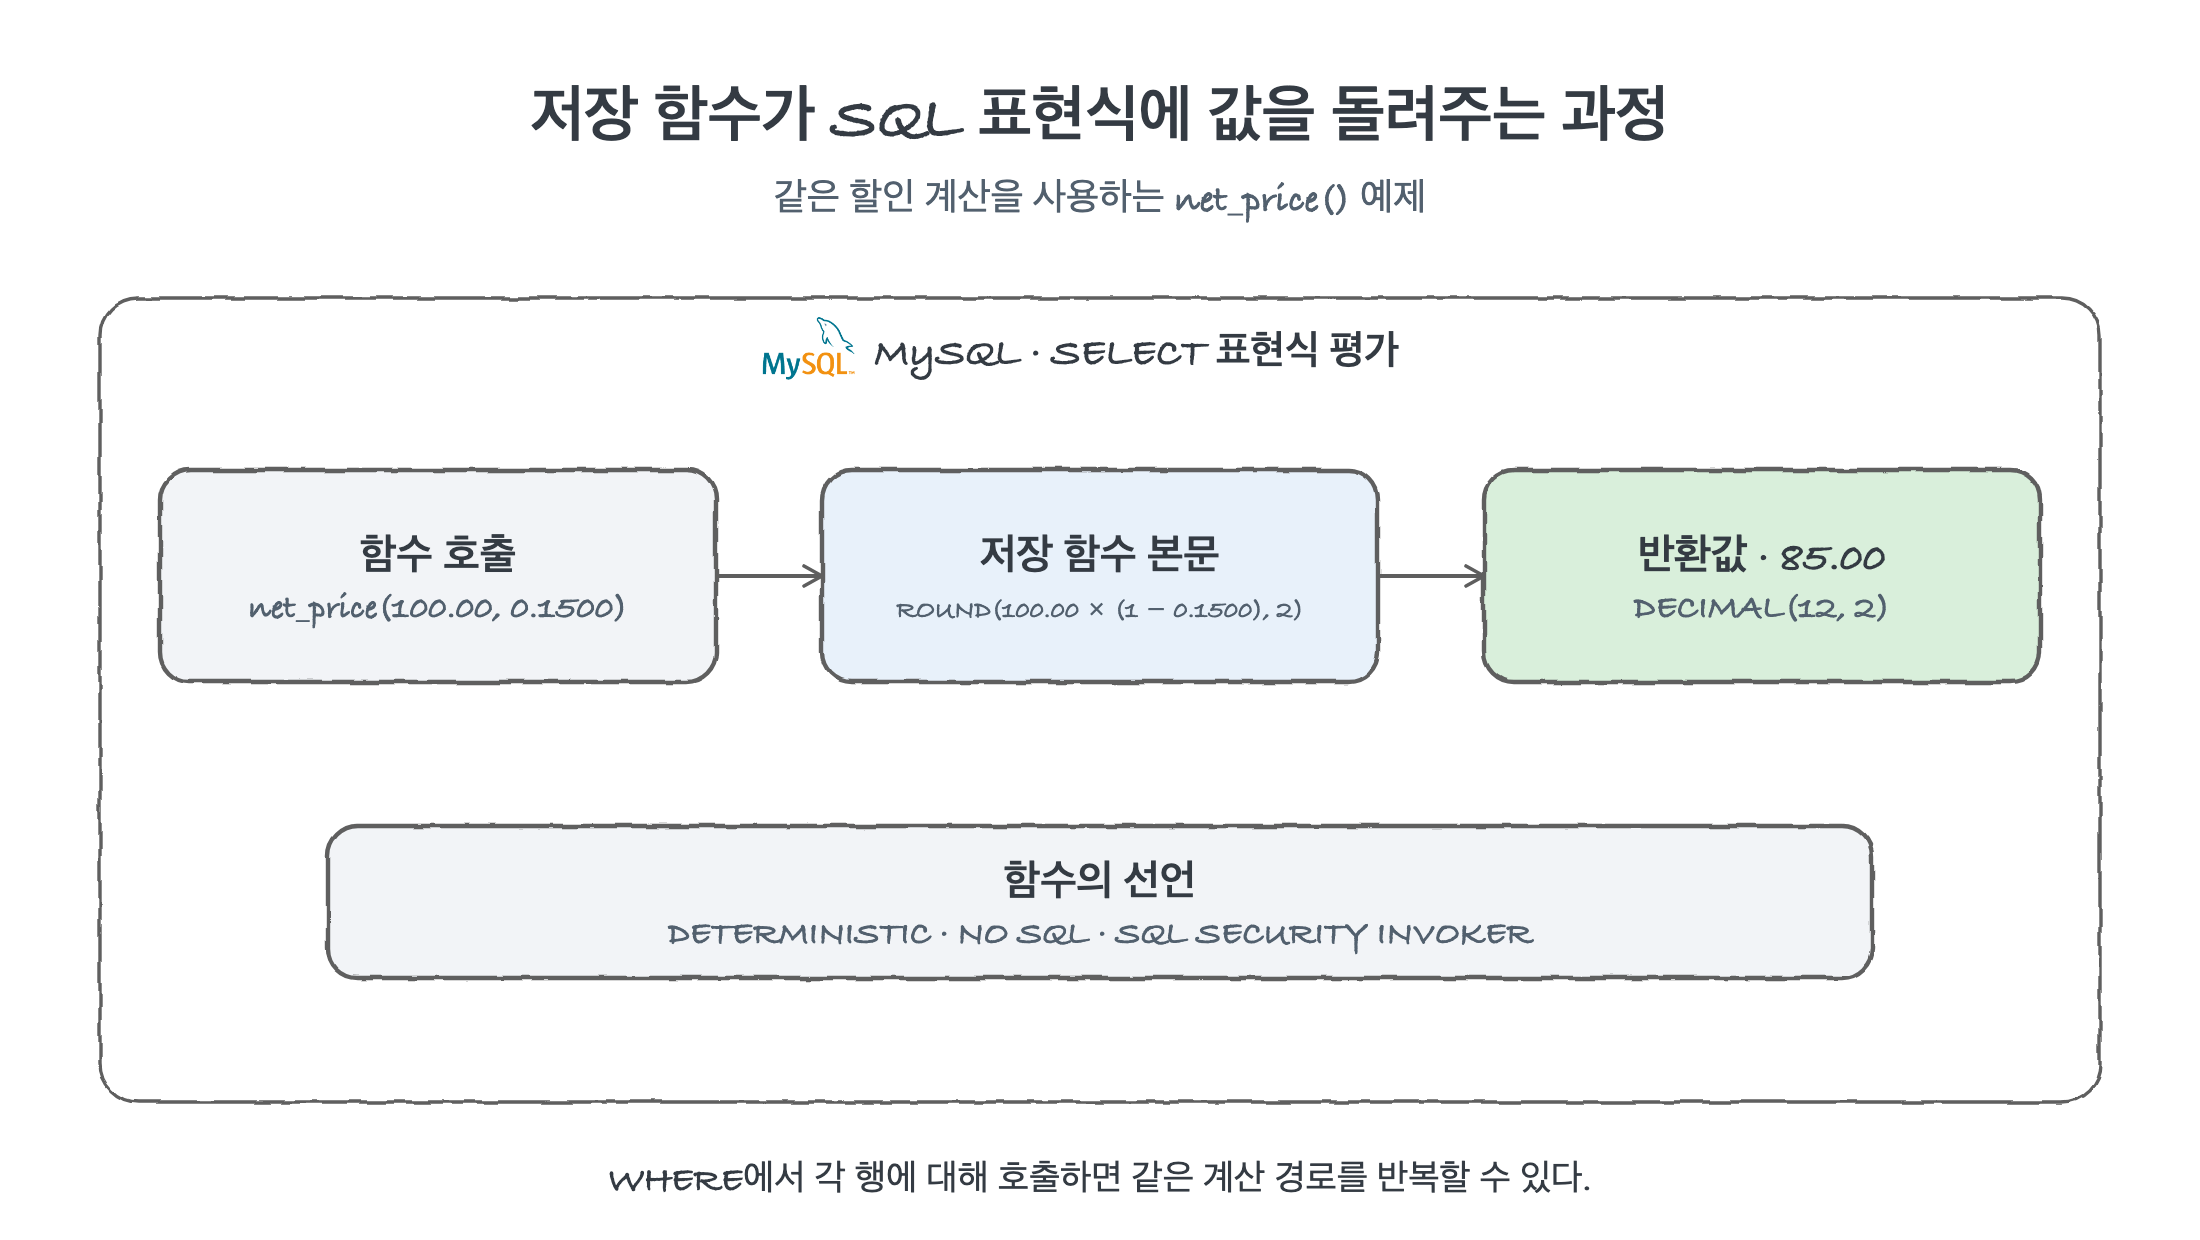 저장 함수가 SQL 표현식에 값을 돌려주는 과정
같은 할인 계산을 사용하는 net_price() 예제
MySQL™ MySQL · SELECT 표현식 평가
함수 호출
net_price(100.00, 0.1500)
저장 함수 본문
ROUND(100.00 × (1 − 0.1500), 2)
반환값 · 85.00
DECIMAL(12, 2)
함수의 선언
DETERMINISTIC · NO SQL · SQL SECURITY INVOKER
WHERE에서 각 행에 대해 호출하면 같은 계산 경로를 반복할 수 있다.